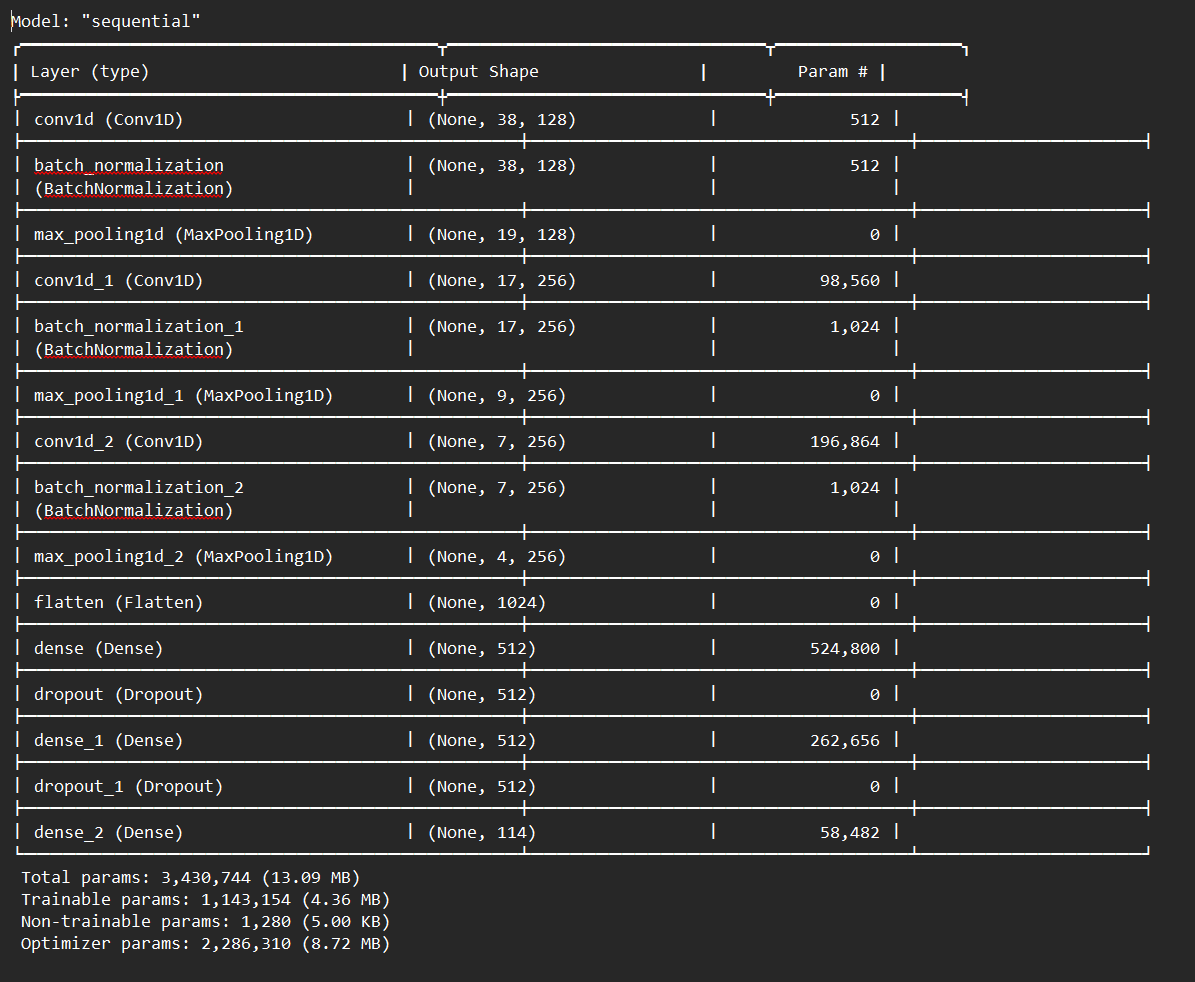 Model: "sequential"
Layer (type) | Output Shape | Param #
conv1d (Conv1D) | (None, 38, 128) | 512
batch_normalization | (None, 38, 128) | 512
(BatchNormalization)
max_pooling1d (MaxPooling1D) | (None, 19, 128) | 0
conv1d_1 (Conv1D) | (None, 17, 256) | 98,560
batch_normalization_1 | (None, 17, 256) | 1,024
(BatchNormalization)
max_pooling1d_1 (MaxPooling1D) | (None, 9, 256) | 0
conv1d_2 (Conv1D) | (None, 7, 256) | 196,864
batch_normalization_2 | (None, 7, 256) | 1,024
(BatchNormalization)
max_pooling1d_2 (MaxPooling1D) | (None, 4, 256) | 0
flatten (Flatten) | (None, 1024) | 0
dense (Dense) | (None, 512) | 524,800
dropout (Dropout) | (None, 512) | 0
dense_1 (Dense) | (None, 512) | 262,656
dropout_1 (Dropout) | (None, 512) | 0
dense_2 (Dense) | (None, 114) | 58,482
Total params: 3,430,744 (13.09 MB)
Trainable params: 1,143,154 (4.36 MB)
Non-trainable params: 1,280 (5.00 KB)
Optimizer params: 2,286,310 (8.72 MB)